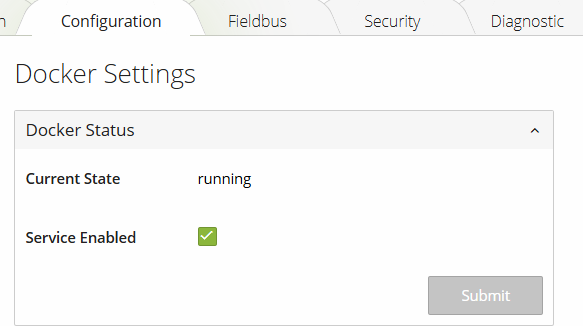 Configuration Fieldbus Security Diagnostic
Docker Settings
Docker Status
Current State running
Service Enabled
Submit